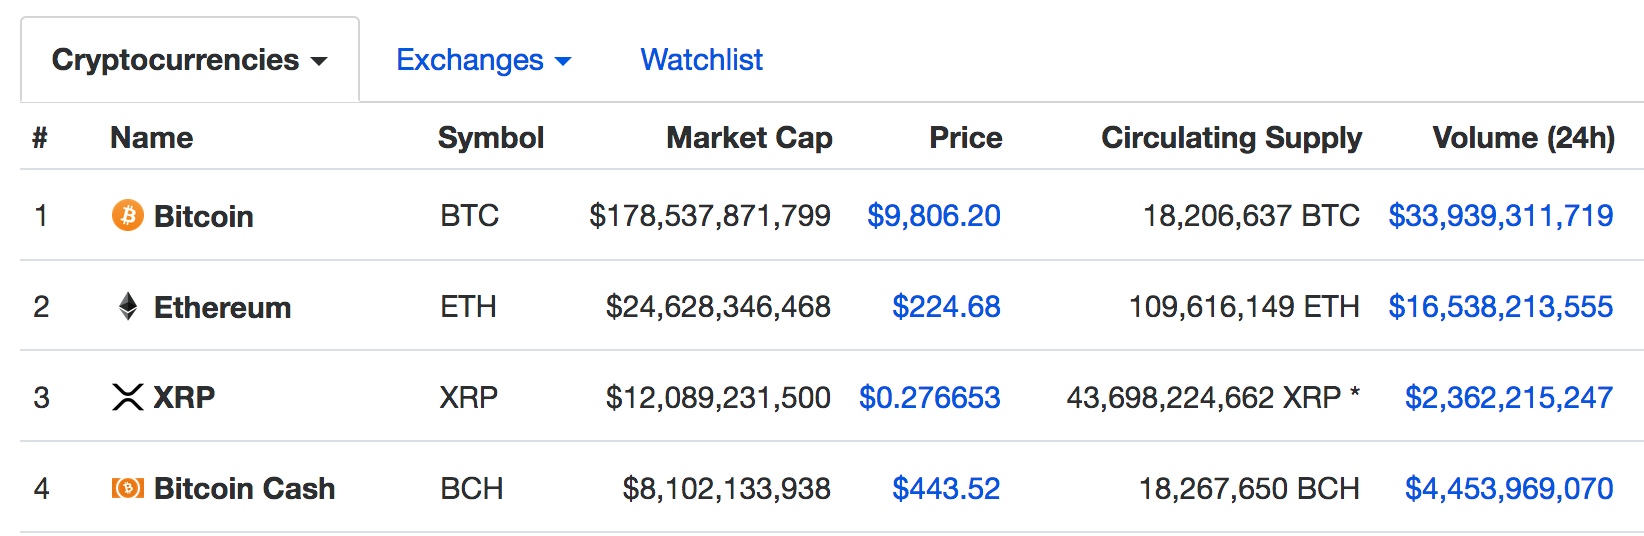 Cryptocurrencies Exchanges Watchlist
# Name Symbol Market Cap Price Circulating Supply Volume (24h)
1 Bitcoin BTC $178,537,871,799 $9,806.20 18,206,637 BTC $33,939,311,719
2 Ethereum ETH $24,628,346,468 $224.68 109,616,149 ETH $16,538,213,555
3 XRP XRP $12,089,231,500 $0.276653 43,698,224,662 XRP * $2,362,215,247
4 Bitcoin Cash BCH $8,102,133,938 $443.52 18,267,650 BCH $4,453,969,070